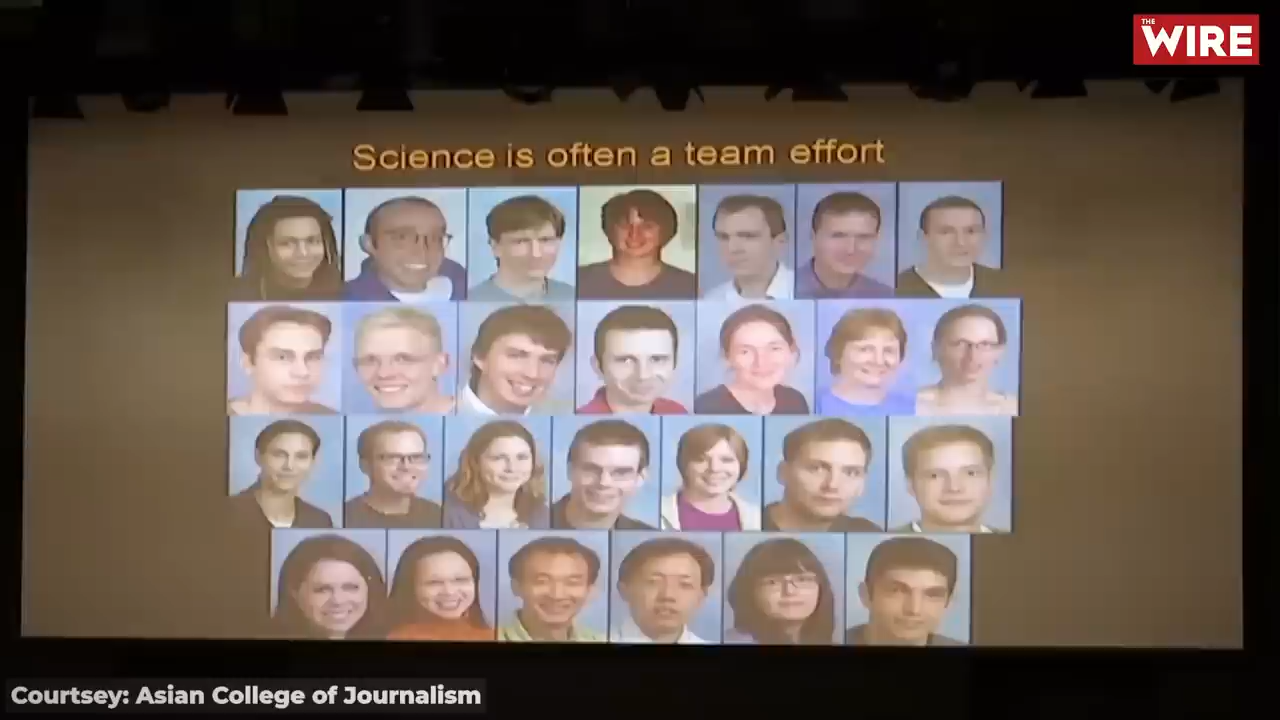 THE
WIRE
Science is often a team effort
Courtsey: Asian College of Journalism